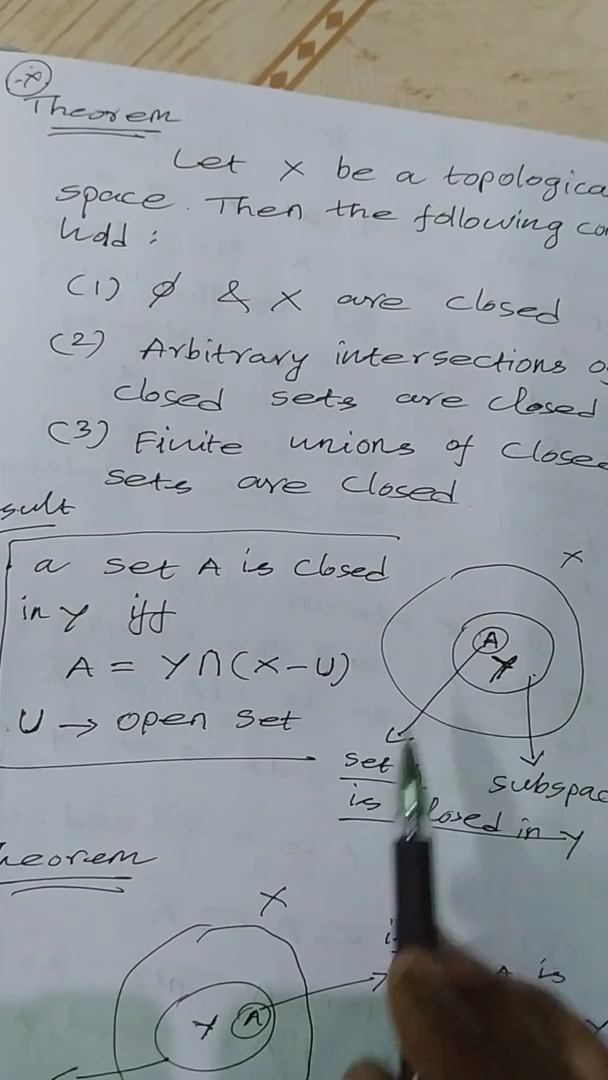 Theorem
Let X be a topologica
space. Then the following co
hold :
(1) ϕ & X are closed
(2) Arbitrary intersections o
closed sets are closed
(3) Finite unions of close
sets are closed
sult
a set A is closed
in Y iff
A = Y∩(X-U)
U → open set
X
A
Y
set
is closed in Y
subspac
heorem
X
Y A
is